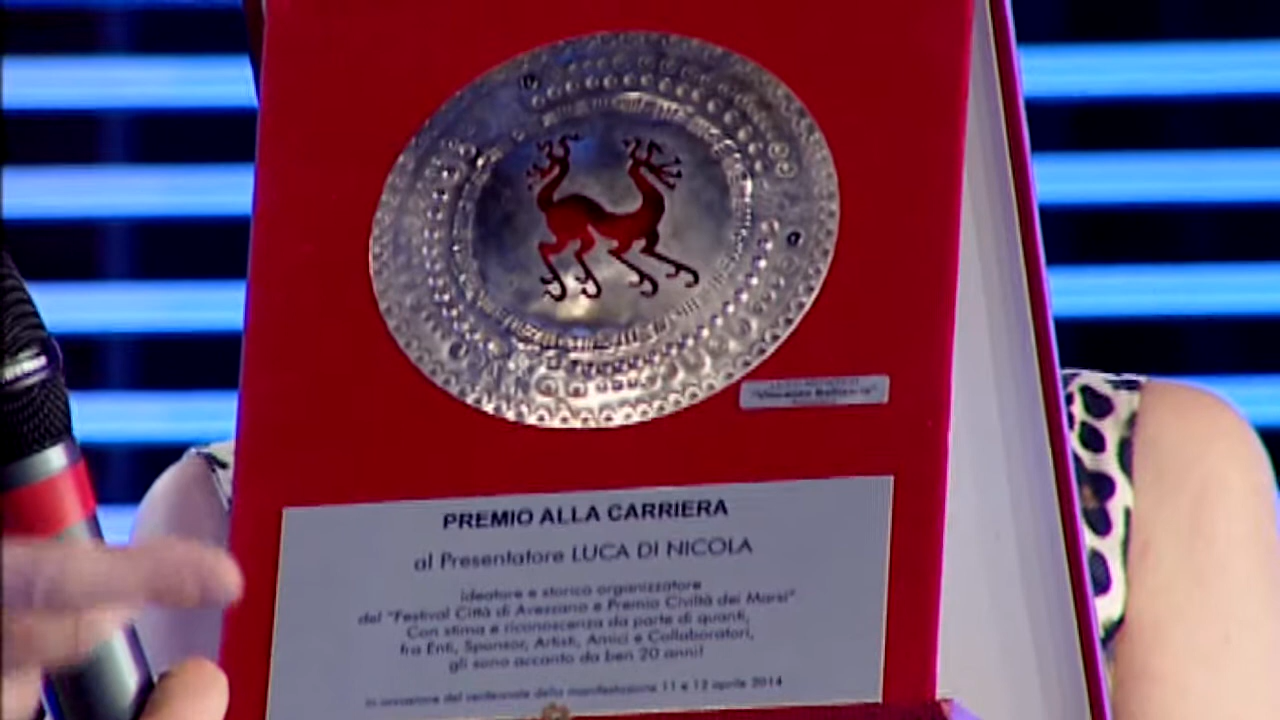 "Vincenzo Bellisario"
PREMIO ALLA CARRIERA
al Presentatore LUCA DI NICOLA
ideatore e storico organizzatore
del "Festival Città di Avezzano e Premio Civiltà dei Marsi"
Con stima e riconoscenza da parte di quanti,
fra Enti, Sponsor, Artisti, Amici e Collaboratori,
gli sono accanto da ben 20 anni!
in occasione del ventennale della manifestazione 11 e 12 aprile 2014